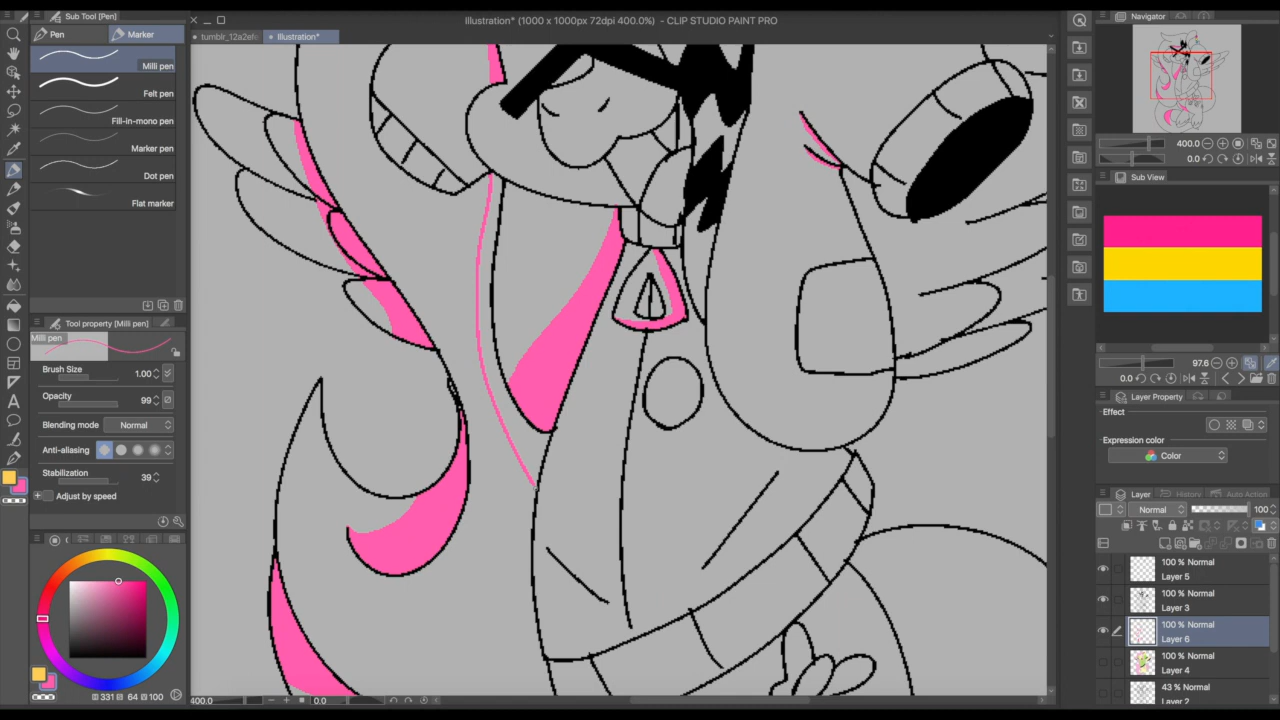 Sub Tool [Pen]
Illustration* (1000 x 1000px 72dpi 400.0%) - CLIP STUDIO PAINT PRO
Navigator
Pen
Marker
tumblr_12a2ef
Illustration*
Milli pen
Felt pen
Fill-in-mono pen
Marker pen
Dot pen
Flat marker
400.0
0.0
Sub View
Tool property [Milli pen]
Milli pen
Brush Size
1.00
Opacity
99
Blending mode
Normal
Anti-aliasing
Stabilization
39
Adjust by speed
97.6
0.0
Layer Property
Effect
Expression color
Color
Layer
History
Auto Action
Normal
100
100 % Normal
Layer 5
100 % Normal
Layer 3
100 % Normal
Layer 6
100 % Normal
Layer 4
43 % Normal
Layer 2
331
64
100
400.0
0.0